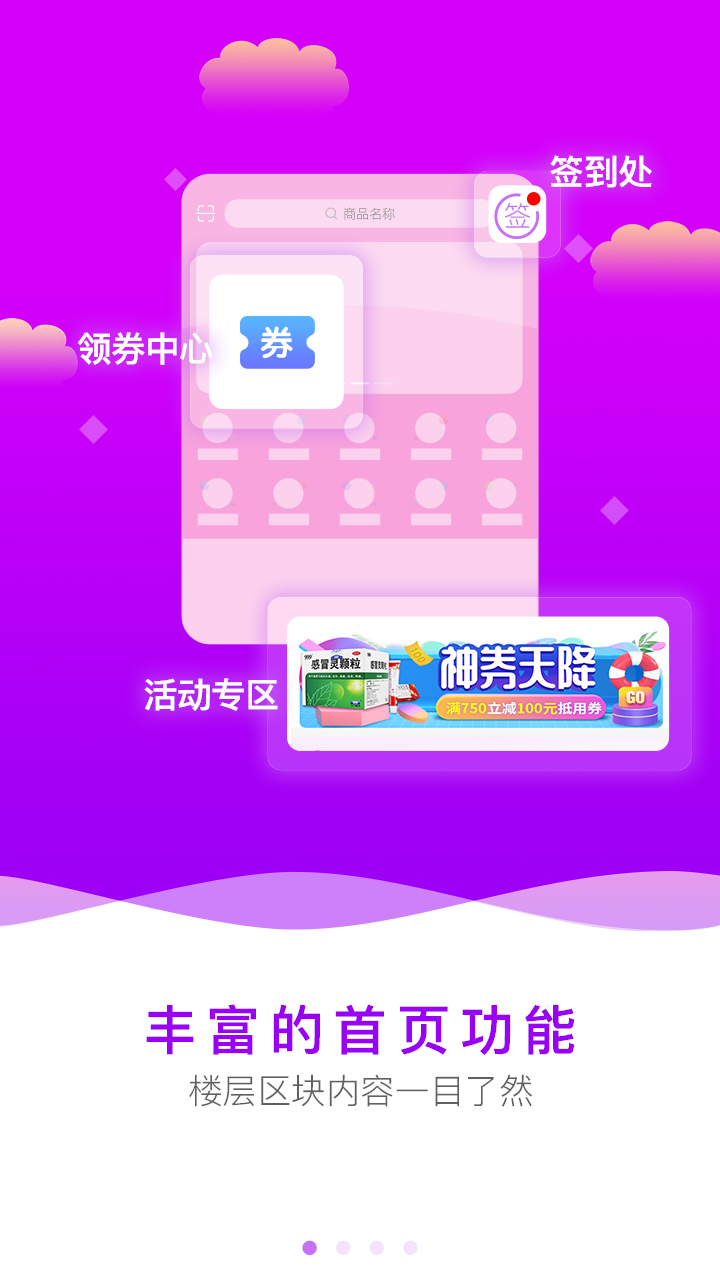 签到处
商品名称
签
领券中心
券
活动专区
999
感冒灵颗粒
100
神券天降
满750立减100元抵用券
GO
丰富的首页功能
楼层区块内容一目了然